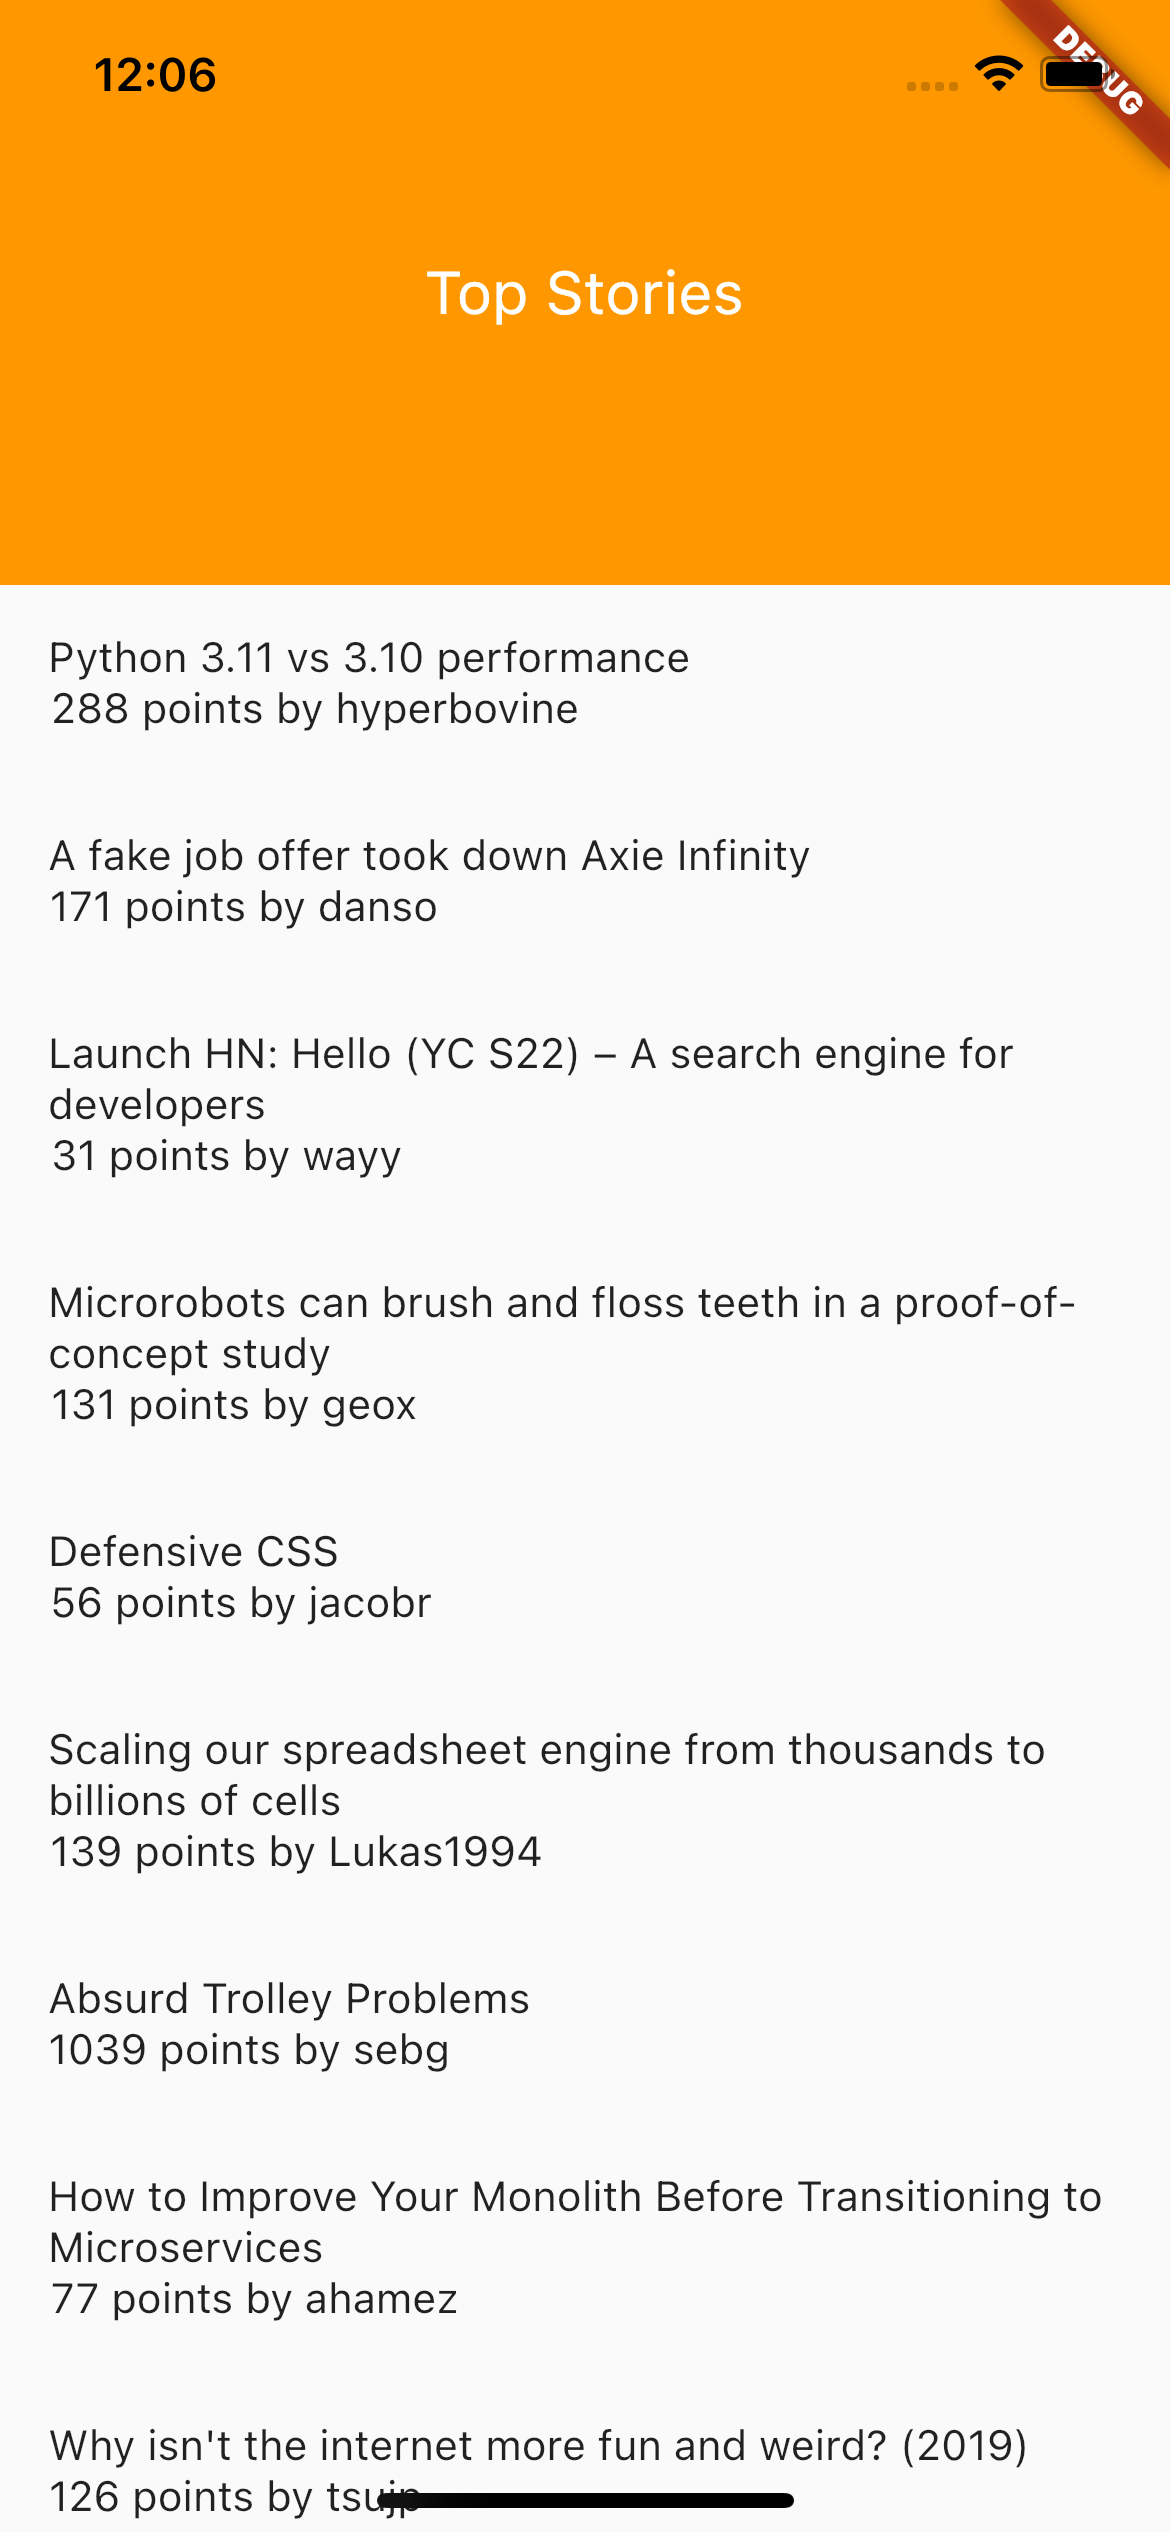 12:06
DEBUG
Top Stories
Python 3.11 vs 3.10 performance
288 points by hyperbovine
A fake job offer took down Axie Infinity
171 points by danso
Launch HN: Hello (YC S22) – A search engine for
developers
31 points by wayy
Microrobots can brush and floss teeth in a proof-of-
concept study
131 points by geox
Defensive CSS
56 points by jacobr
Scaling our spreadsheet engine from thousands to
billions of cells
139 points by Lukas1994
Absurd Trolley Problems
1039 points by sebg
How to Improve Your Monolith Before Transitioning to
Microservices
77 points by ahamez
Why isn't the internet more fun and weird? (2019)
126 points by tsujp